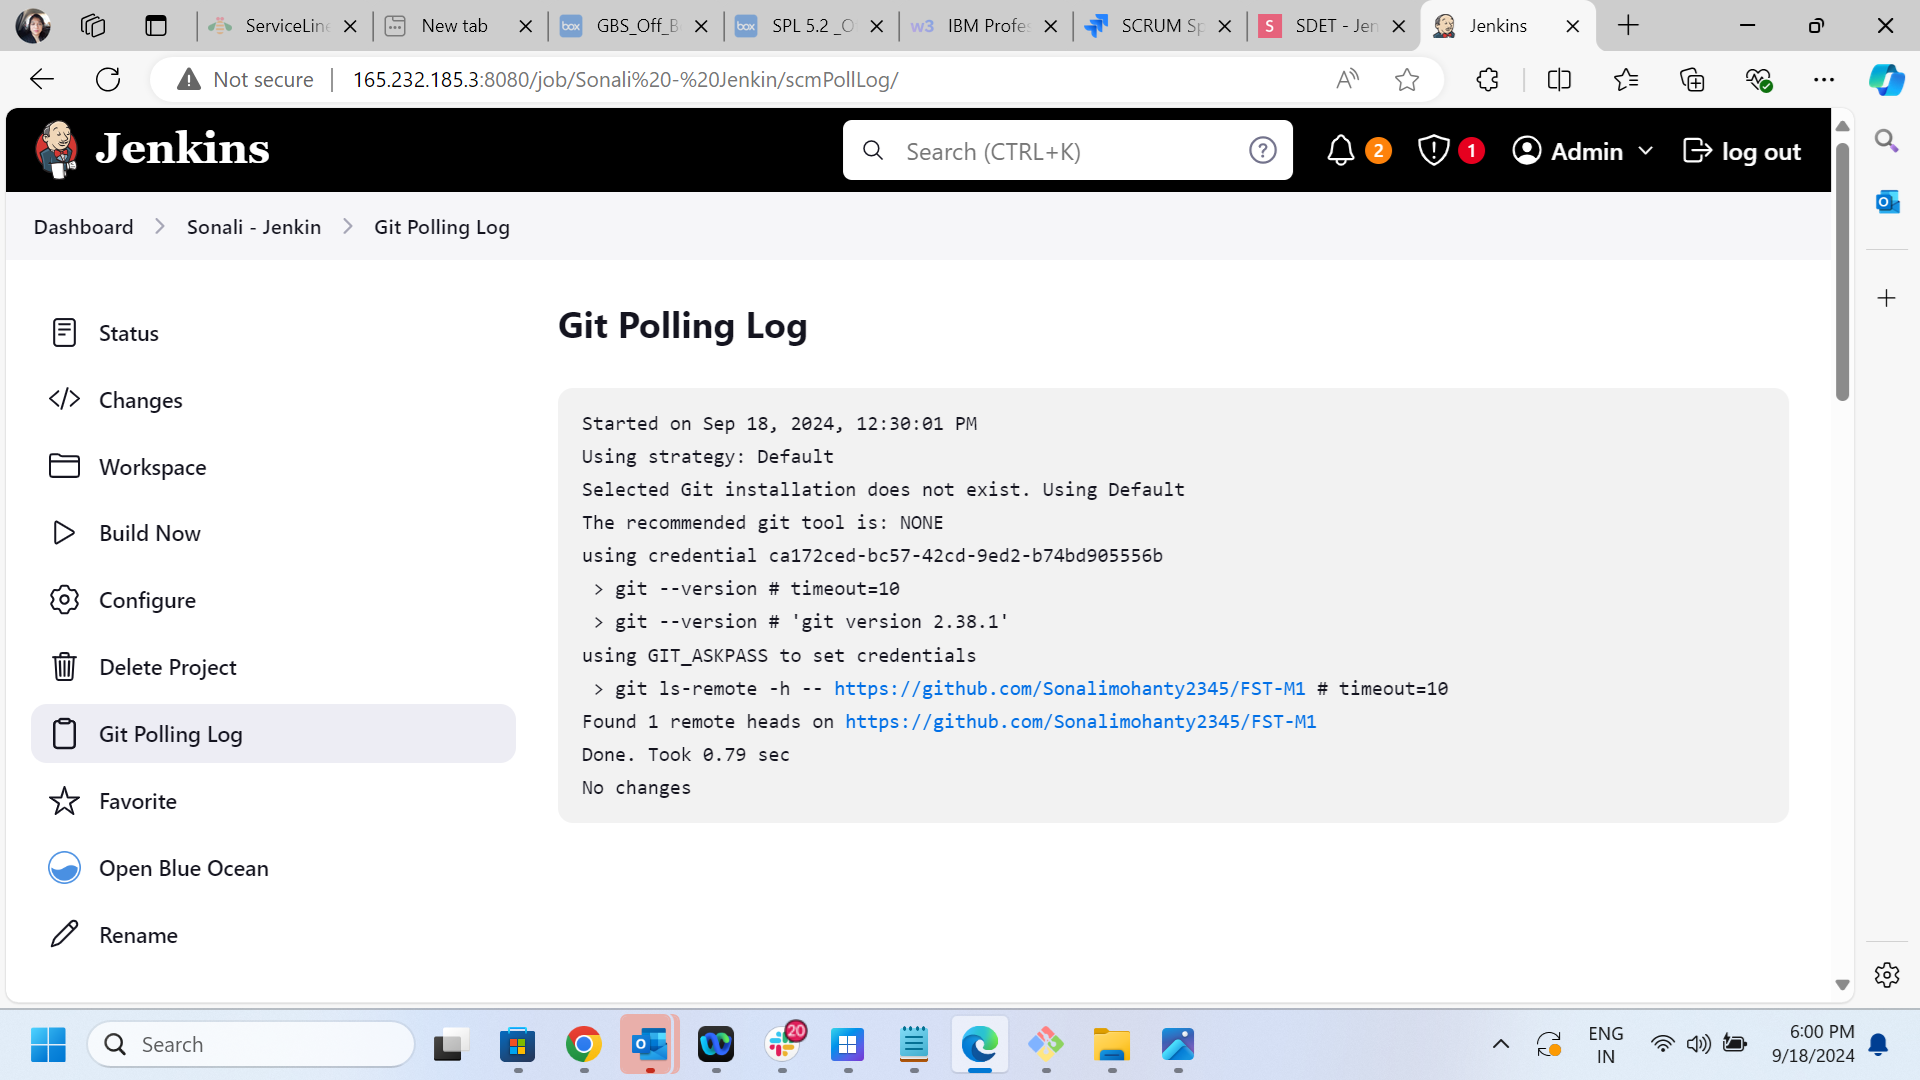 ServiceLine
New tab
GBS_Off_B
SPL 5.2 _O
w3 IBM Profes
SCRUM Sp
S SDET - Jen
Jenkins
Not secure
165.232.185.3:8080/job/Sonali%20-%20Jenkin/scmPollLog/
Jenkins
Search (CTRL+K)
2
1
Admin
log out
Dashboard
Sonali - Jenkin
Git Polling Log
Status
Changes
Workspace
Build Now
Configure
Delete Project
Git Polling Log
Favorite
Open Blue Ocean
Rename
Git Polling Log
Started on Sep 18, 2024, 12:30:01 PM
Using strategy: Default
Selected Git installation does not exist. Using Default
The recommended git tool is: NONE
using credential ca172ced-bc57-42cd-9ed2-b74bd905556b
> git --version # timeout=10
> git --version # 'git version 2.38.1'
using GIT_ASKPASS to set credentials
> git ls-remote -h -- https://github.com/Sonalimohanty2345/FST-M1 # timeout=10
Found 1 remote heads on https://github.com/Sonalimohanty2345/FST-M1
Done. Took 0.79 sec
No changes
Search
20
ENG
IN
6:00 PM
9/18/2024